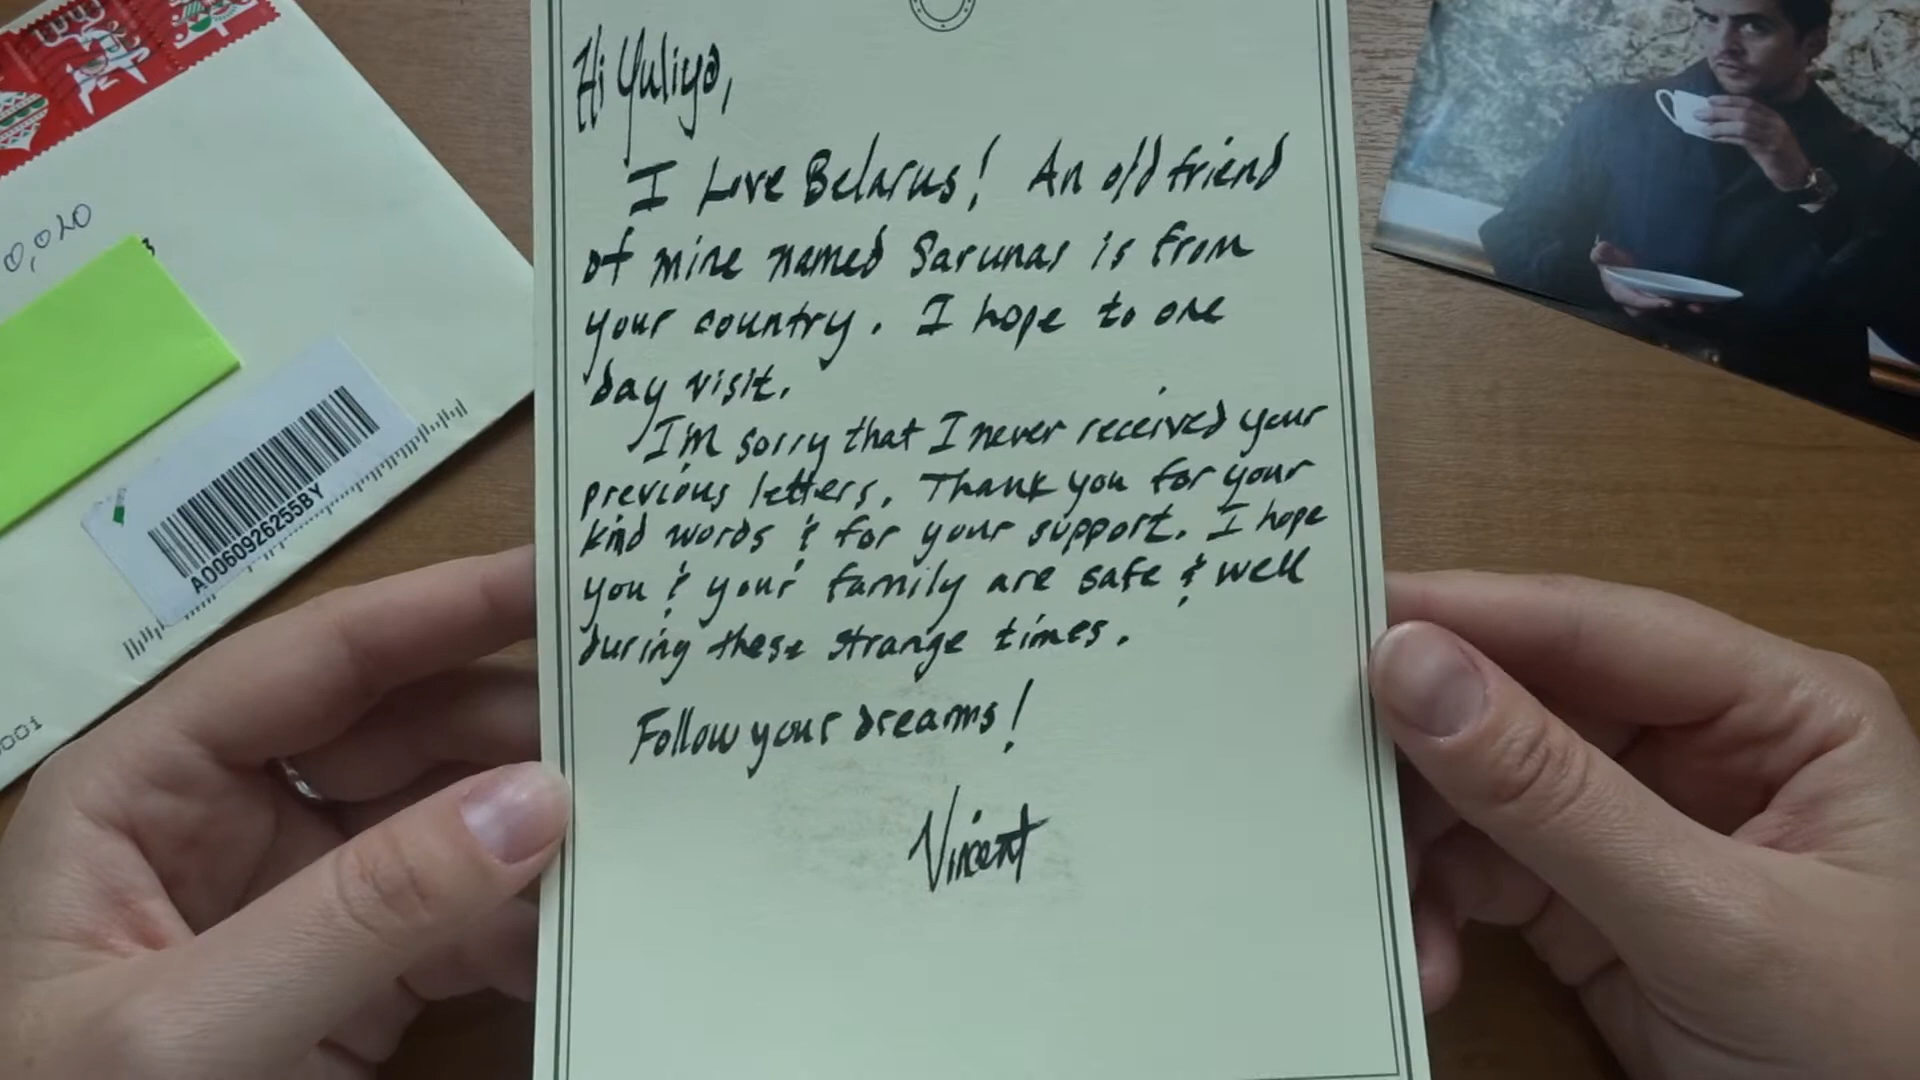 Hi Yuliya,
I Love Belarus! An old friend
of mine named Sarunas is from
your country. I hope to one
day visit.
I'm sorry that I never received your
previous letters. Thank you for your
kind words & for your support. I hope
you & your family are safe & well
during these strange times.
Follow your dreams!
Vincent
A0060926255BY
0001